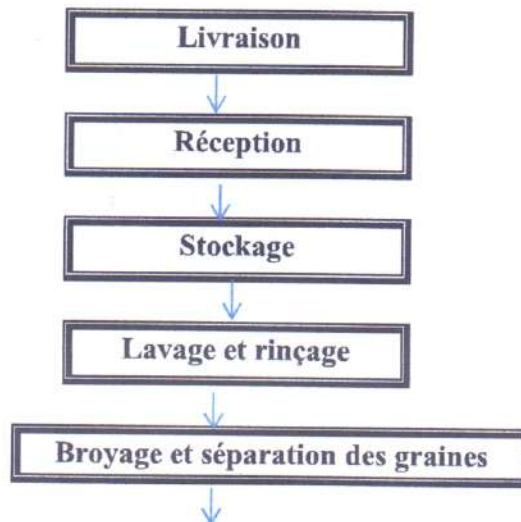 Livraison
Réception
Stockage
Lavage et rinçage
Broyage et séparation des graines